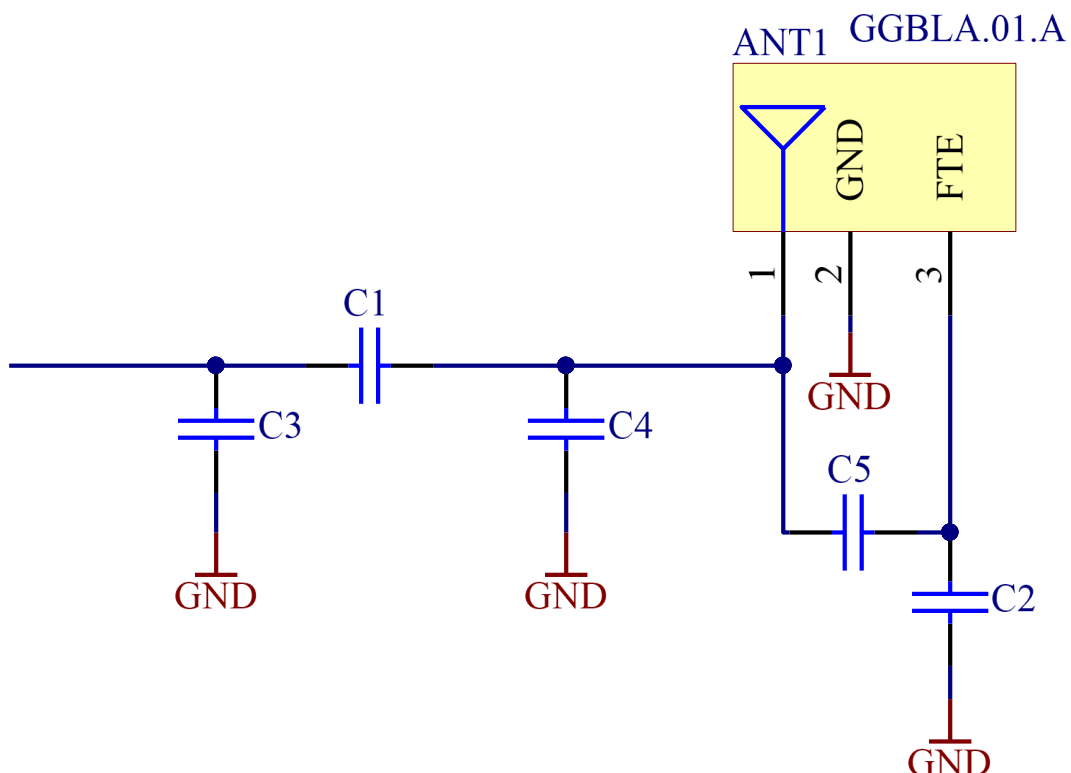 ANT1
GGBLA.01.A
GND
FTE
1
2
3
C1
GND
C3
C4
C5
GND
GND
C2
GND